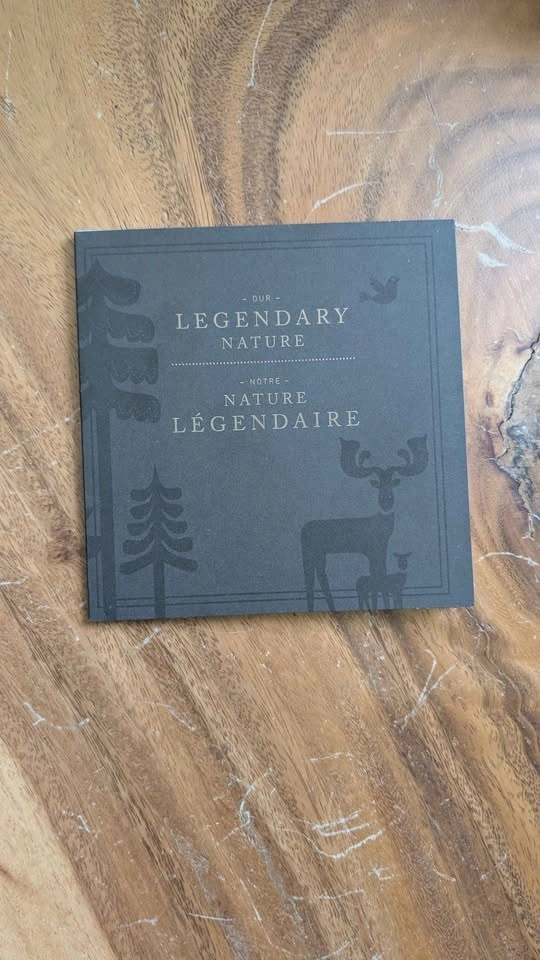 - OUR -
LEGENDARY
NATURE
- NOTRE -
NATURE
LÉGENDAIRE